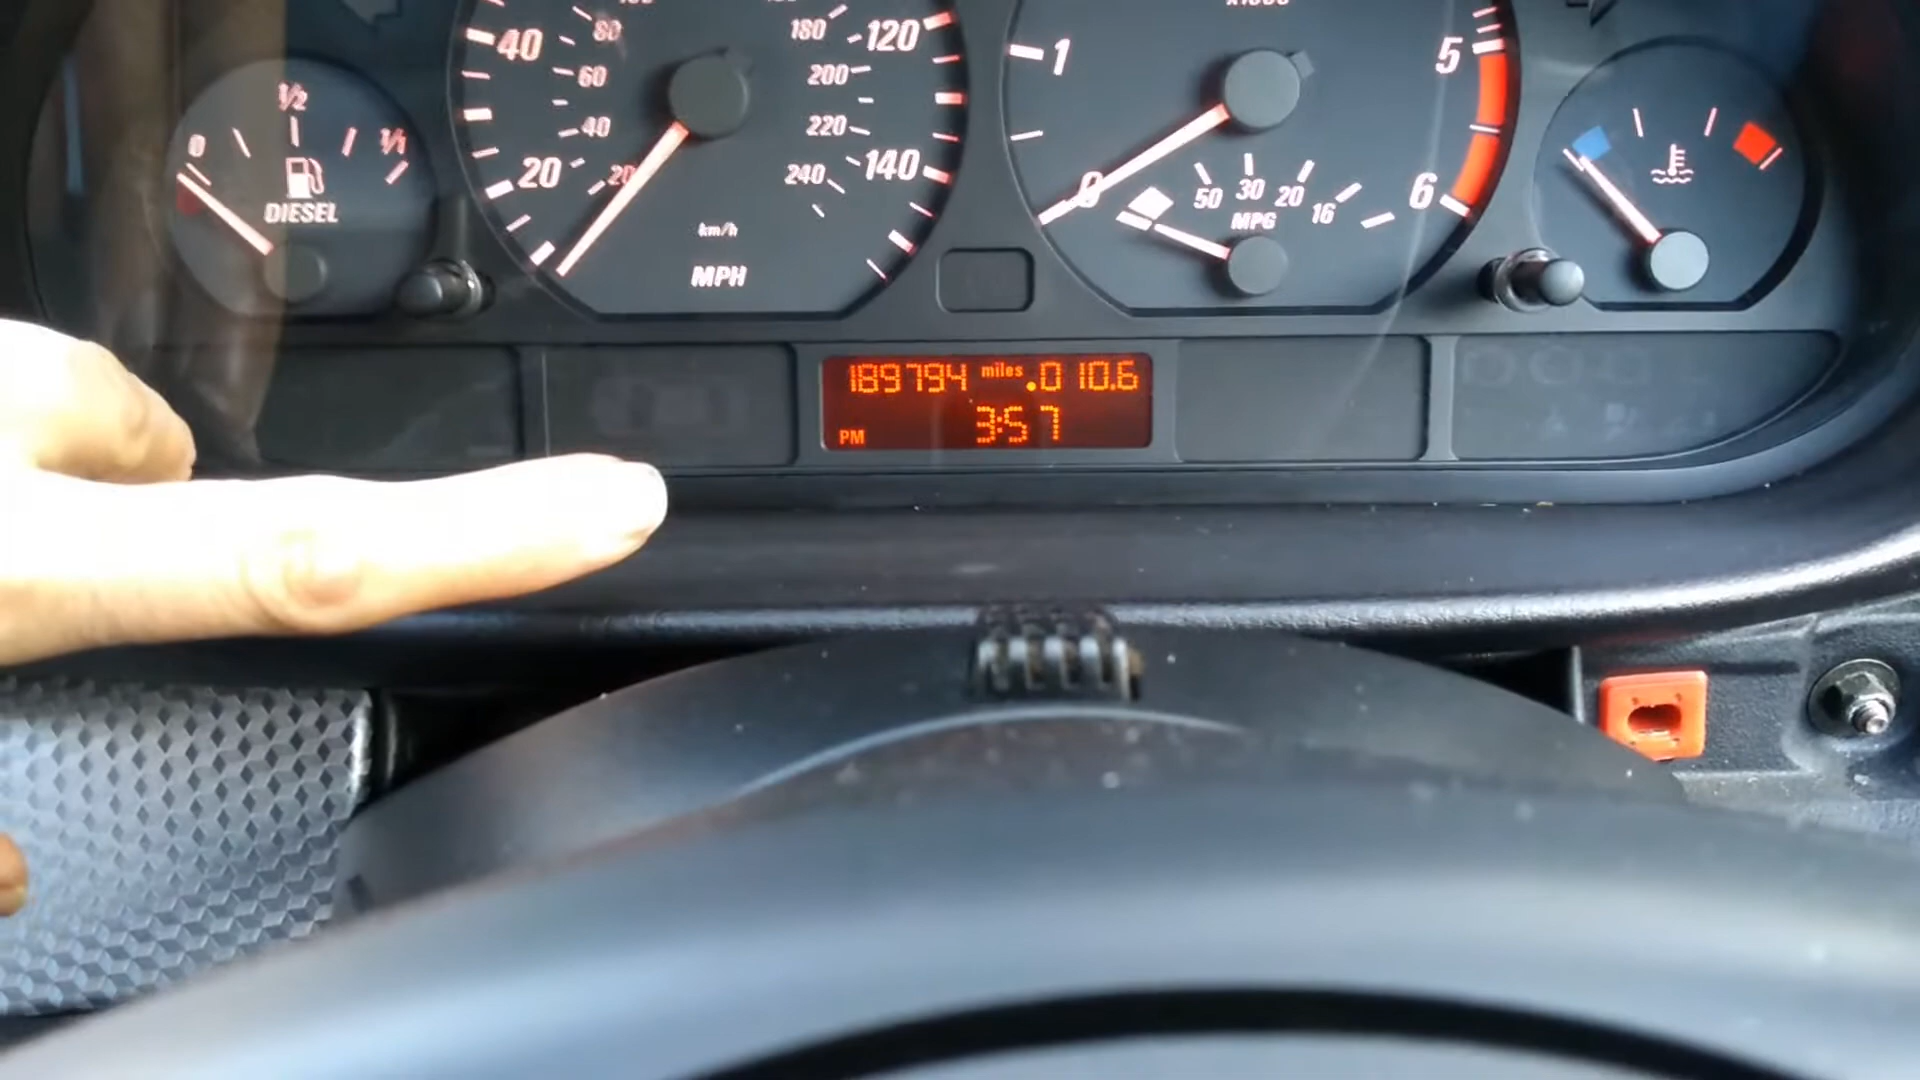 0 1/2 1/1
DIESEL
20 40 120 140
20 40 60 80 180 200 220 240
km/h
MPH
0 1 5 6
50 30 20 16
MPG
189794 miles .010.6
PM 3:57